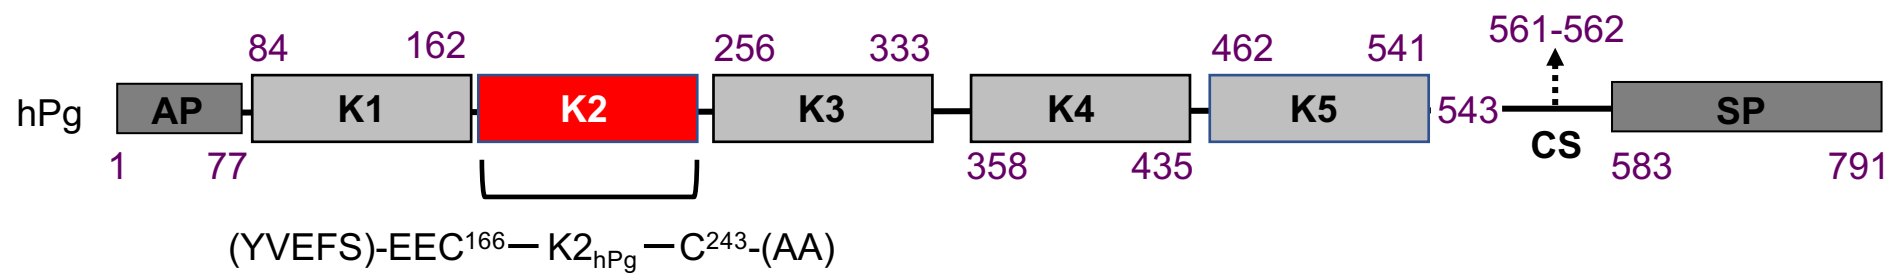 84 162 256 333 462 541 561-562
hPg AP K1 K2 K3 K4 K5 543 CS SP
1 77 358 435 583 791
(YVEFS)-EEC¹⁶⁶— K2hPg —C²⁴³-(AA)